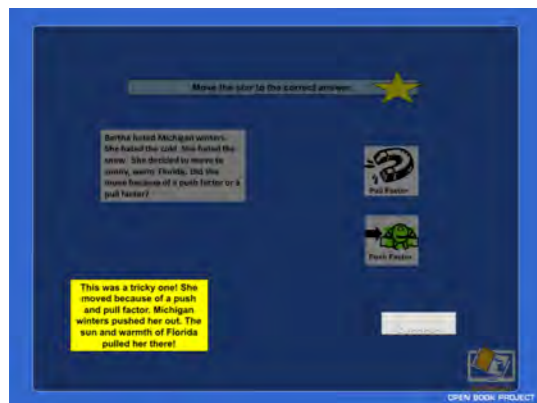 Move the star to the correct answer.
Bertha hated Michigan winters.
She hated the cold. She hated the
snow. She decided to move to
sunny, warm Florida. Did she
move because of a push factor or a
pull factor?
Pull Factor
Push Factor
This was a tricky one! She
moved because of a push
and pull factor. Michigan
winters pushed her out. The
sun and warmth of Florida
pulled her there!
OPEN BOOK PROJECT